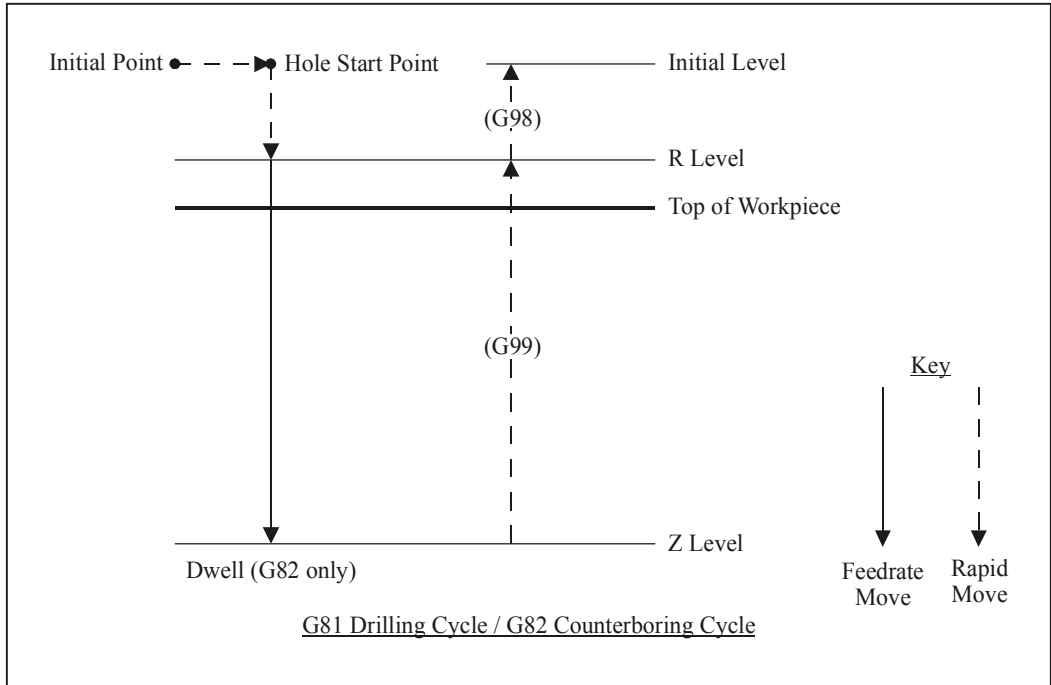 Initial Point
Hole Start Point
Initial Level
(G98)
R Level
Top of Workpiece
(G99)
Key
Z Level
Dwell (G82 only)
Feedrate
Move
Rapid
Move
G81 Drilling Cycle / G82 Counterboring Cycle